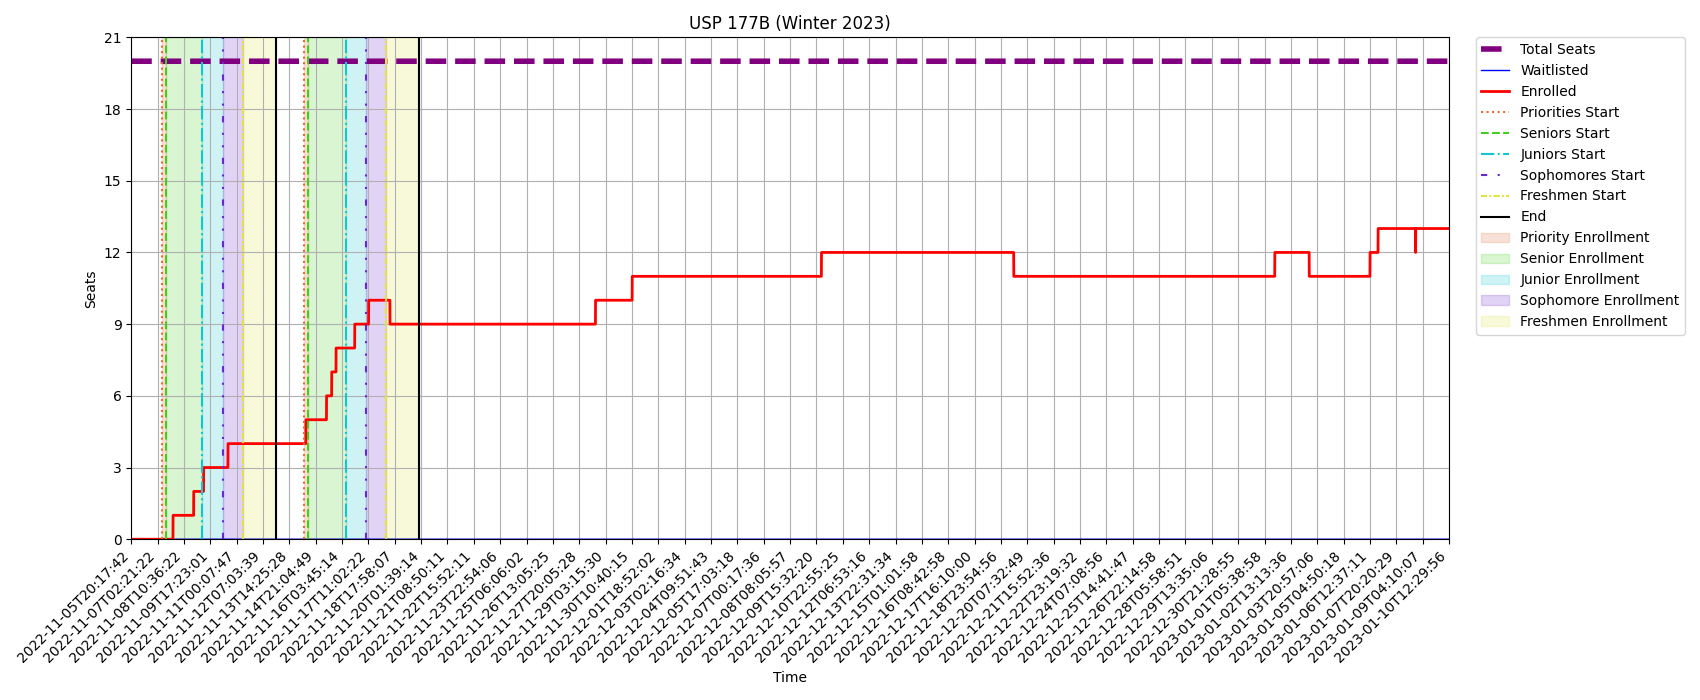 USP 177B (Winter 2023)
21
18
15
12
9
6
3
0
Seats
2022-11-05T20:17:42
2022-11-07T02:21:22
2022-11-08T10:36:22
2022-11-09T17:23:01
2022-11-11T00:07:47
2022-11-12T07:03:39
2022-11-13T14:25:28
2022-11-14T21:04:49
2022-11-16T03:45:14
2022-11-17T11:02:22
2022-11-18T17:58:07
2022-11-20T01:39:14
2022-11-21T08:50:11
2022-11-22T15:52:11
2022-11-23T22:54:06
2022-11-25T06:06:02
2022-11-26T13:05:25
2022-11-27T20:05:28
2022-11-29T03:15:30
2022-11-30T10:40:15
2022-12-01T18:52:02
2022-12-03T02:16:34
2022-12-04T09:51:43
2022-12-05T17:03:18
2022-12-07T00:17:36
2022-12-08T08:05:57
2022-12-09T15:32:20
2022-12-10T22:55:25
2022-12-12T06:53:16
2022-12-13T22:31:34
2022-12-15T01:01:58
2022-12-16T08:42:58
2022-12-17T16:10:00
2022-12-18T23:54:56
2022-12-20T07:32:49
2022-12-21T15:52:36
2022-12-22T23:19:32
2022-12-24T07:08:56
2022-12-25T14:41:47
2022-12-26T22:14:58
2022-12-28T05:58:51
2022-12-29T13:35:06
2022-12-30T21:28:55
2023-01-01T05:38:58
2023-01-02T13:13:36
2023-01-03T20:57:06
2023-01-05T04:50:18
2023-01-06T12:37:11
2023-01-07T20:20:29
2023-01-09T04:10:07
2023-01-10T12:29:56
Time
Total Seats
Waitlisted
Enrolled
Priorities Start
Seniors Start
Juniors Start
Sophomores Start
Freshmen Start
End
Priority Enrollment
Senior Enrollment
Junior Enrollment
Sophomore Enrollment
Freshmen Enrollment